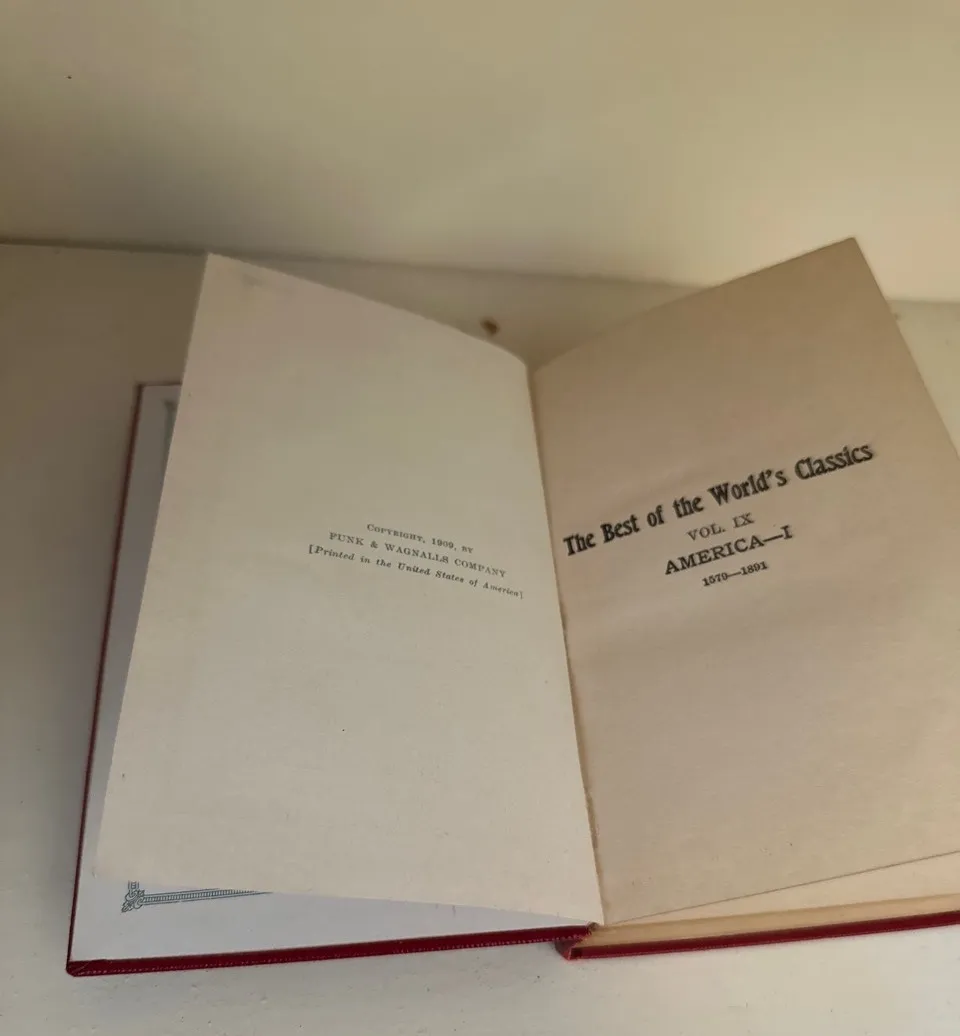 COPYRIGHT, 1909, BY
FUNK & WAGNALLS COMPANY
[Printed in the United States of America]
The Best of the World's Classics
VOL. IX
AMERICA—I
1579—1891